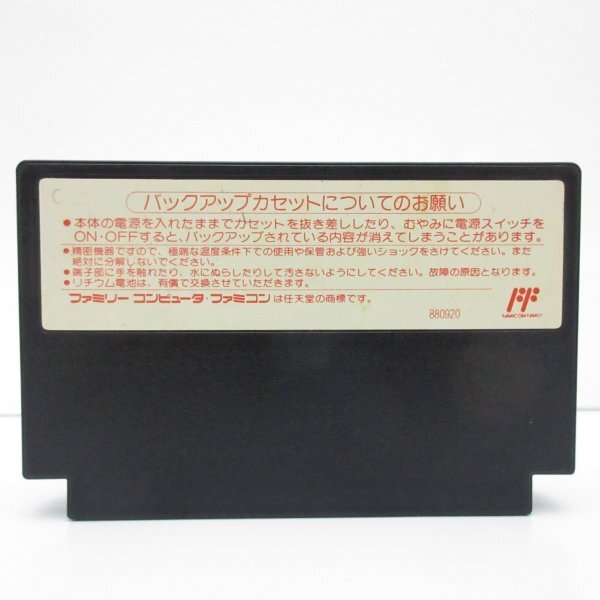 バックアップカセットについてのお願い
●本体の電源を入れたままでカセットを抜き差ししたり、むやみに電源スイッチを
ON・OFFすると、バックアップされている内容が消えてしまうことがあります。
●精密機器ですので、極端な温度条件下での使用や保管および強いショックをさけてください。また
絶対に分解しないでください。
●端子部に手を触れたり、水にぬらしたりして汚さないようにしてください。故障の原因となります。
●リチウム電池は、有償で交換させていただきます。
ファミリーコンピュータ・ファミコンは任天堂の商標です。
880920
FAMICOM FAMILY